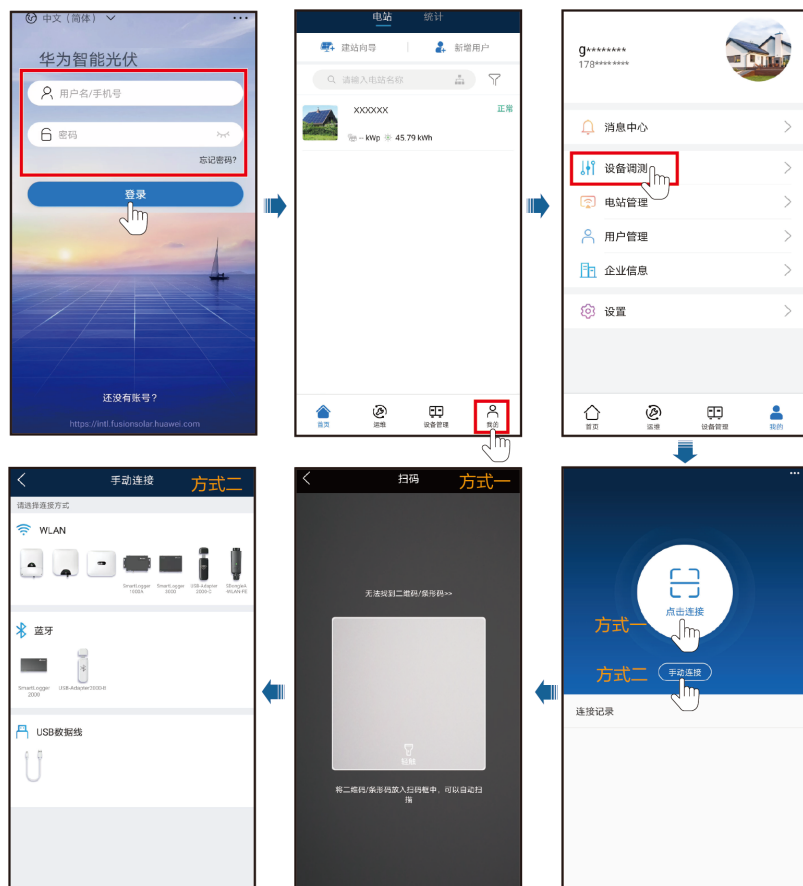 中文（简体）
...
华为智能光伏
用户名/手机号
密码
忘记密码?
登录
还没有账号？
https://intl.fusionsolar.huawei.com
电站 统计
建站向导 新增用户
请输入电站名称
XXXXXX 正常
-- kWp 45.79 kWh
首页 运维 设备管理 我的
g********
178********
消息中心
设备调测
电站管理
用户管理
企业信息
设置
首页 运维 设备管理 我的
...
点击连接
方式一
方式二 手动连接
连接记录
扫码 方式一
无法找到二维码/条形码>>
轻触
将二维码/条形码放入扫码框中，可以自动扫
描
手动连接 方式二
请选择连接方式
WLAN
SmartLogger
1000A
SmartLogger
3000
USB-Adapter
2000-C
WLAN-FE
蓝牙
SmartLogger
2000
USB-Adapter2000-B
USB数据线